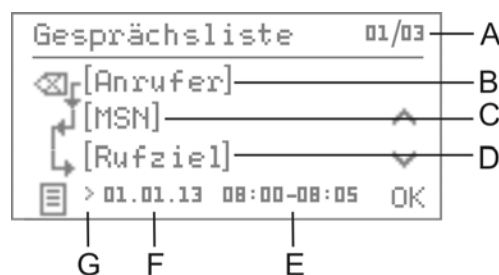 Gesprächsliste 01/03 A
[Anrufer] B
[MSN] C
[Rufziel] D
> 01.01.13 08:00-08:05 OK
G F E